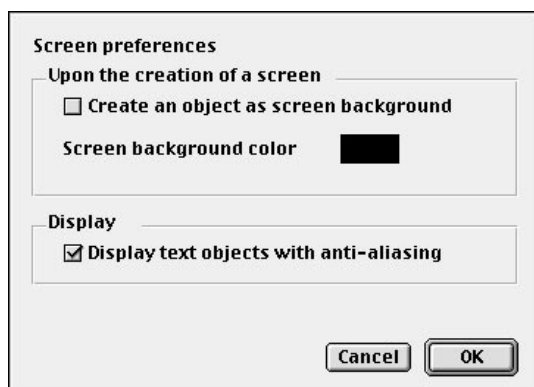 Screen preferences
Upon the creation of a screen
Create an object as screen background
Screen background color
Display
Display text objects with anti-aliasing
Cancel OK